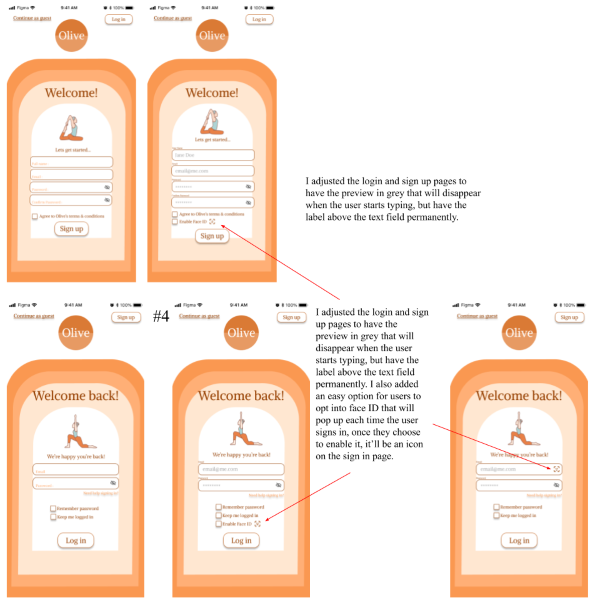 Figma 9:41 AM 100%
Continue as guest
Log in
Olive
Welcome!
Lets get started...
Agree to Olive's terms & conditions
Sign up
Figma 9:41 AM 100%
Continue as guest
Log in
Olive
Welcome!
Lets get started...
Agree to Olive's terms & conditions
Enable Face ID
Sign up
I adjusted the login and sign up pages to
have the preview in grey that will disappear
when the user starts typing, but have the
label above the text field permanently.
Figma 9:41 AM 100%
Continue as guest
Sign up
Olive
Welcome back!
We're happy you're back!
Need help signing in?
Remember password
Keep me logged in
Log in
#4
Figma 9:41 AM 100%
Continue as guest
Sign up
Olive
Welcome back!
We're happy you're back!
Need help signing in?
Remember password
Keep me logged in
Enable Face ID
Log in
I adjusted the login and sign
up pages to have the
preview in grey that will
disappear when the user
starts typing, but have the
label above the text field
permanently. I also added
an easy option for users to
opt into face ID that will
pop up each time the user
signs in, once they choose
to enable it, it'll be an icon
on the sign in page.
Figma 9:41 AM 100%
Continue as guest
Sign up
Olive
Welcome back!
We're happy you're back!
Need help signing in?
Remember password
Keep me logged in
Log in